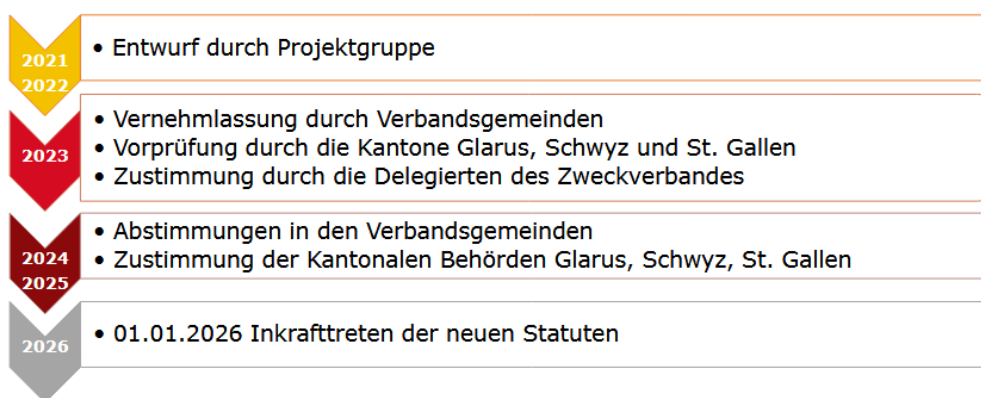 2021
2022
• Entwurf durch Projektgruppe
2023
• Vernehmlassung durch Verbandsgemeinden
• Vorprüfung durch die Kantone Glarus, Schwyz und St. Gallen
• Zustimmung durch die Delegierten des Zweckverbandes
2024
2025
• Abstimmungen in den Verbandsgemeinden
• Zustimmung der Kantonalen Behörden Glarus, Schwyz, St. Gallen
2026
• 01.01.2026 Inkrafttreten der neuen Statuten